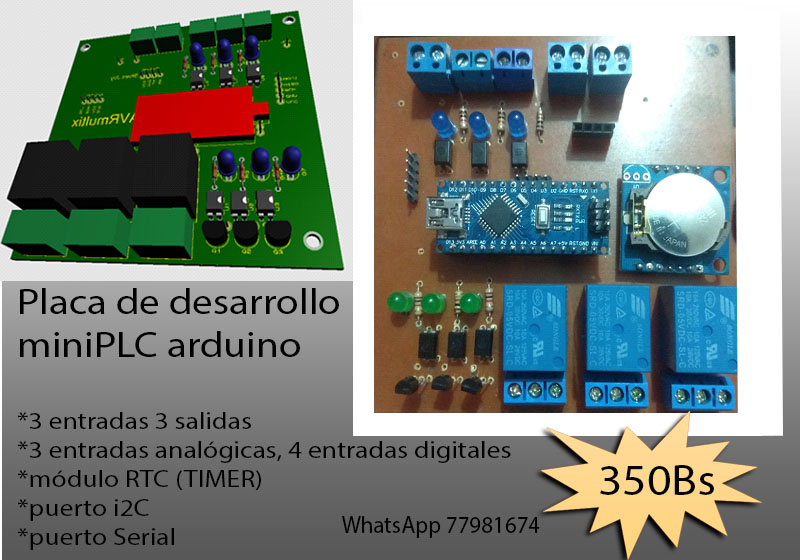 AVRmultix
Placa de desarrollo
miniPLC arduino
*3 entradas 3 salidas
*3 entradas analógicas, 4 entradas digitales
*módulo RTC (TIMER)
*puerto i2C
*puerto Serial
WhatsApp 77981674
350Bs